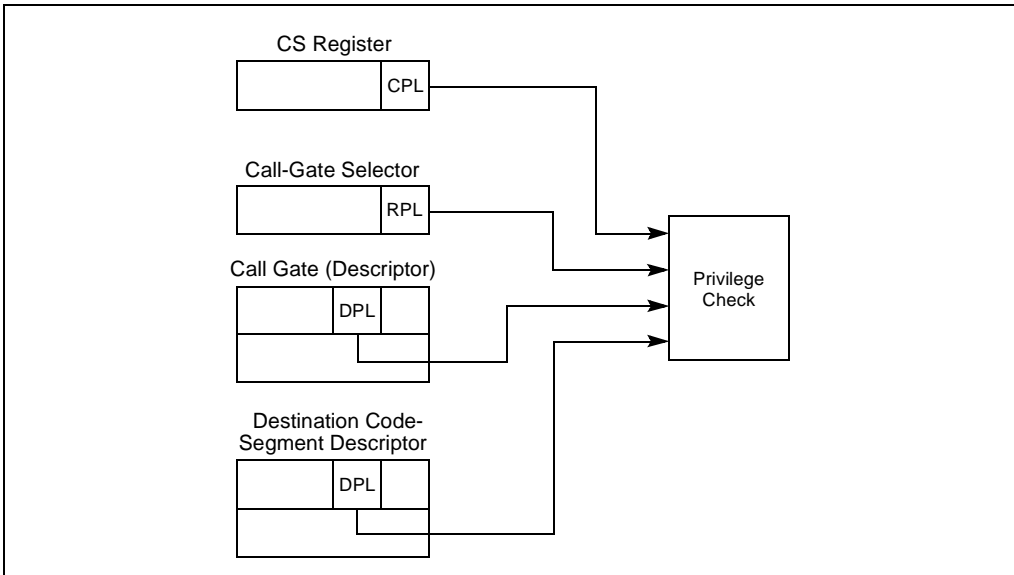 CS Register
CPL
Call-Gate Selector
RPL
Call Gate (Descriptor)
DPL
Privilege
Check
Destination Code-
Segment Descriptor
DPL